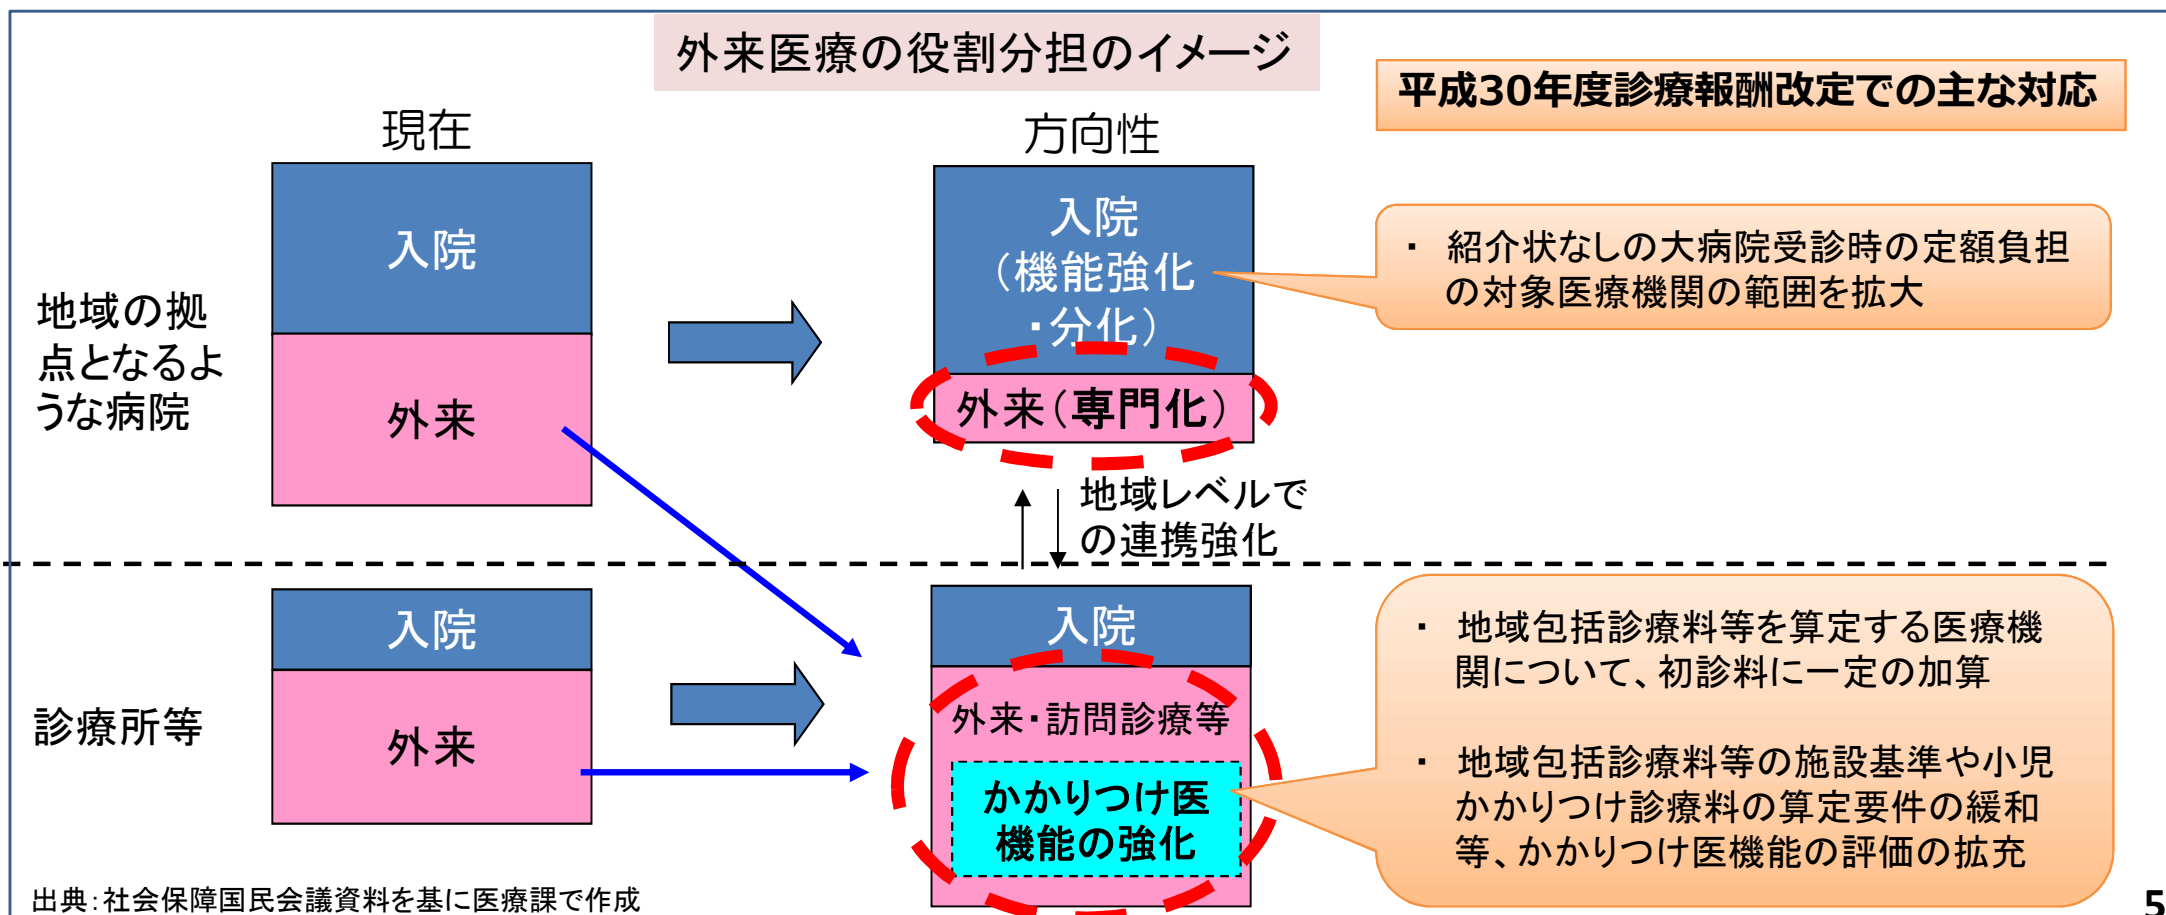 外来医療の役割分担のイメージ
平成30年度診療報酬改定での主な対応
現在
方向性
地域の拠
点となるよ
うな病院
入院
外来
入院
（機能強化
・分化）
外来（専門化）
・ 紹介状なしの大病院受診時の定額負担
の対象医療機関の範囲を拡大
地域レベルで
の連携強化
診療所等
入院
外来
入院
外来・訪問診療等
かかりつけ医
機能の強化
・ 地域包括診療料等を算定する医療機
関について、初診料に一定の加算
・ 地域包括診療料等の施設基準や小児
かかりつけ診療料の算定要件の緩和
等、かかりつけ医機能の評価の拡充
出典：社会保障国民会議資料を基に医療課で作成
5